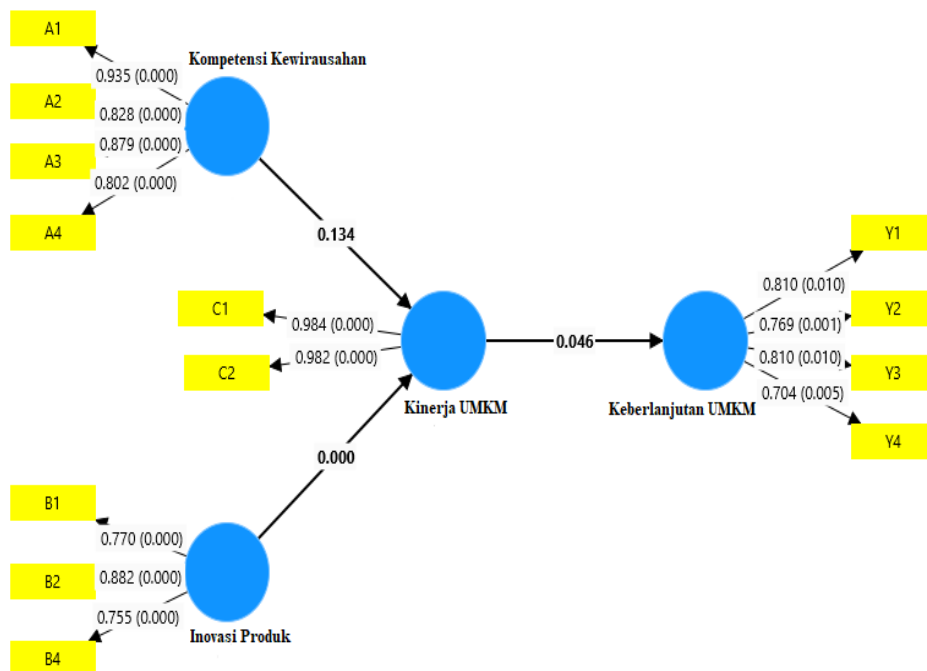 A1
Kompetensi Kewirausahan
0.935 (0.000)
A2
0.828 (0.000)
0.879 (0.000)
A3
0.802 (0.000)
A4
0.134
Y1
0.810 (0.010)
C1
0.984 (0.000)
Y2
0.769 (0.001)
0.046
0.982 (0.000)
C2
0.810 (0.010)
Y3
0.704 (0.005)
Kinerja UMKM
Keberlanjutan UMKM
Y4
0.000
B1
0.770 (0.000)
B2
0.882 (0.000)
0.755 (0.000)
Inovasi Produk
B4